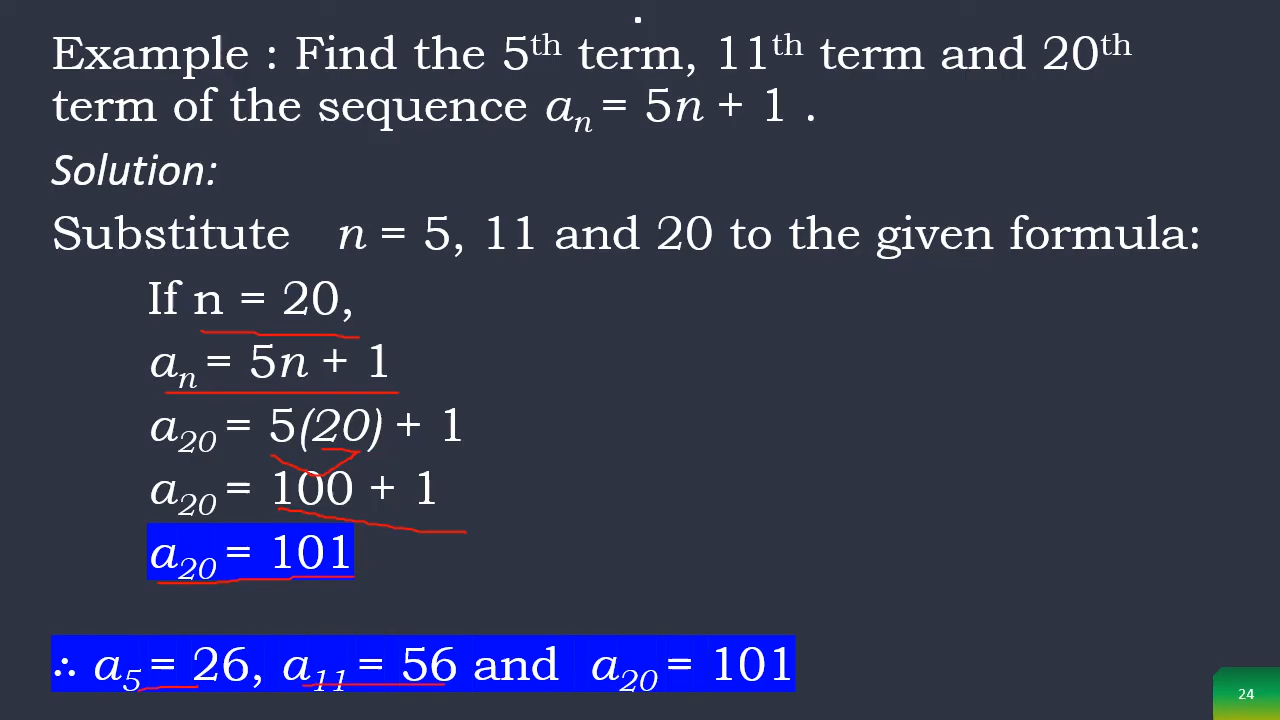 Example : Find the 5th term, 11th term and 20th
term of the sequence aₙ = 5n + 1 .
Solution:
Substitute n = 5, 11 and 20 to the given formula:
If n = 20,
aₙ = 5n + 1
a₂₀ = 5(20) + 1
a₂₀ = 100 + 1
a₂₀ = 101
∴ a₅ = 26, a₁₁ = 56 and a₂₀ = 101
24